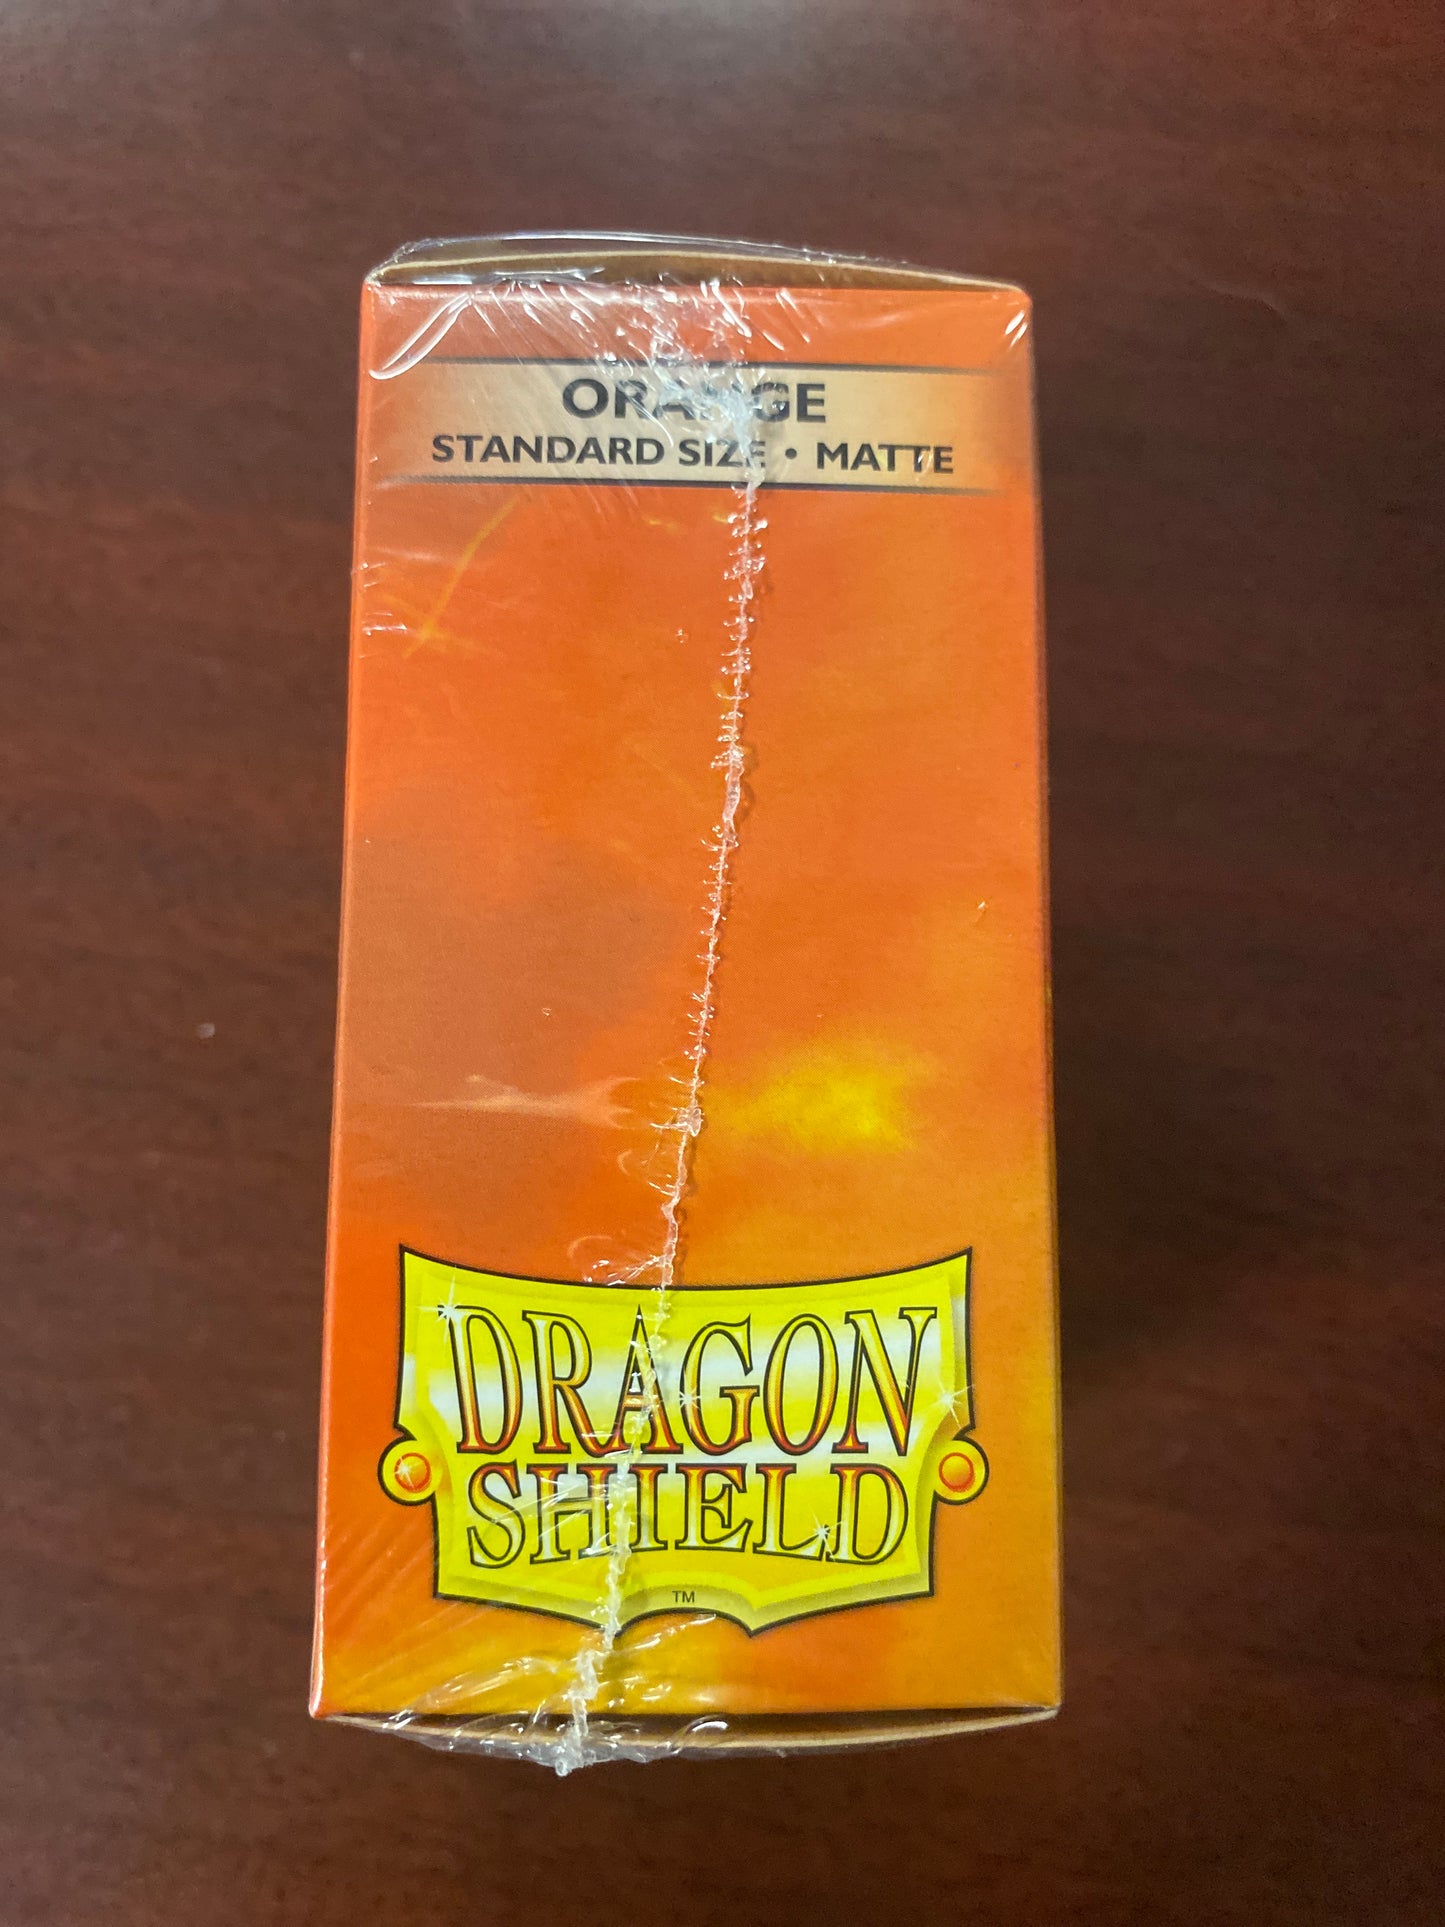 ORANGE
STANDARD SIZE • MATTE
DRAGON
SHIELD
TM